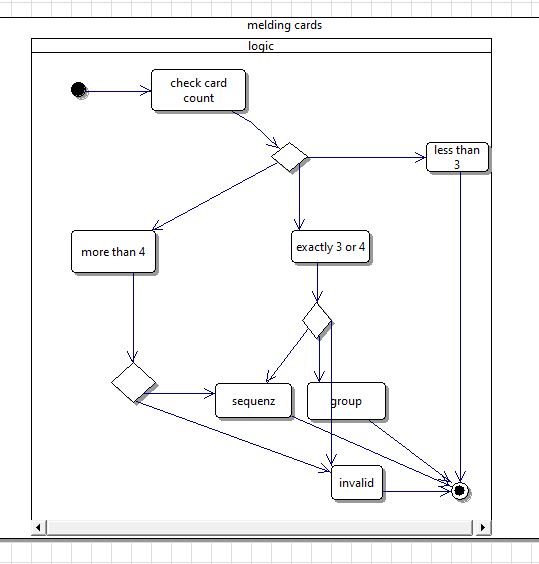 melding cards
logic
check card
count
less than
3
more than 4
exactly 3 or 4
sequenz
group
invalid